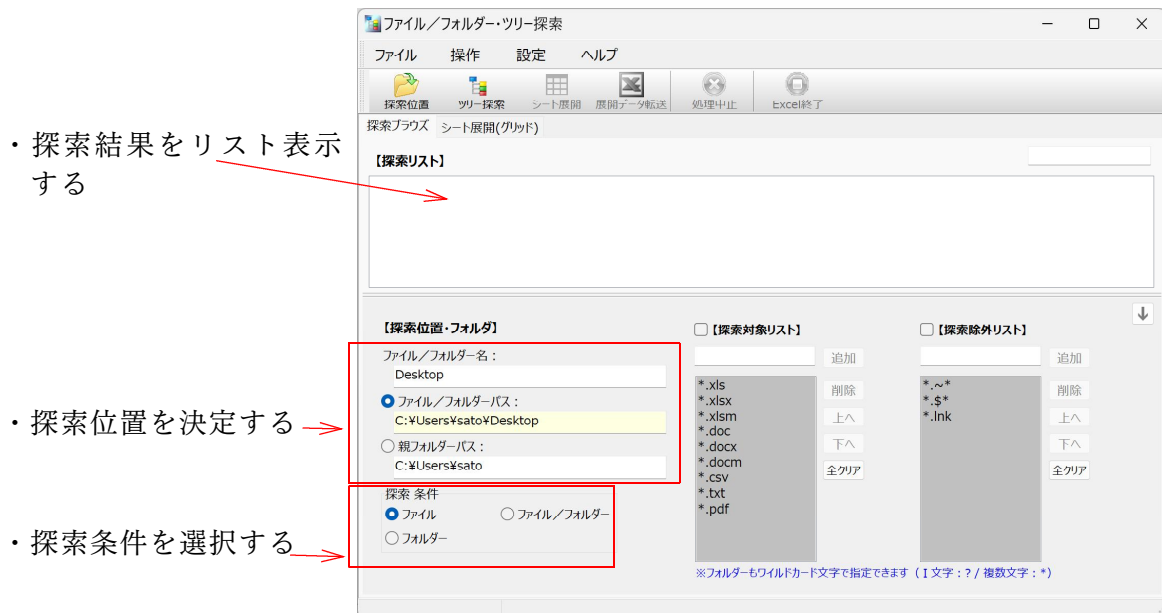 ファイル／フォルダー・ツリー探索
ファイル 操作 設定 ヘルプ
探索位置 ツリー探索 シート展開 展開データ転送 処理中止 Excel終了
探索ブラウズ シート展開(グリッド)
・探索結果をリスト表示
する
【探索リスト】
【探索位置・フォルダ】
ファイル／フォルダー名：
Desktop
ファイル／フォルダーパス：
C:¥Users¥sato¥Desktop
親フォルダーパス：
C:¥Users¥sato
・探索位置を決定する
探索 条件
ファイル ファイル／フォルダー
フォルダー
・探索条件を選択する
【探索対象リスト】
追加
*.xls
*.xlsx
*.xlsm
*.doc
*.docx
*.docm
*.csv
*.txt
*.pdf
削除
上へ
下へ
全クリア
【探索除外リスト】
追加
*.~*
*.$*
*.lnk
削除
上へ
下へ
全クリア
※フォルダーもワイルドカード文字で指定できます（１文字：? / 複数文字：*）